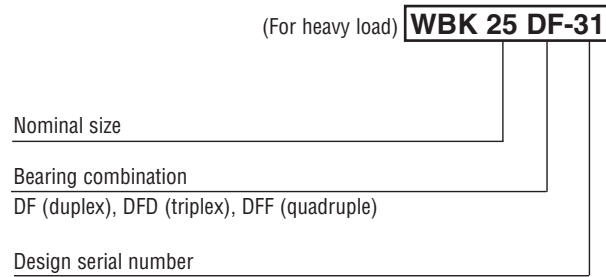 (For heavy load) WBK 25 DF-31
Nominal size
Bearing combination
DF (duplex), DFD (triplex), DFF (quadruple)
Design serial number